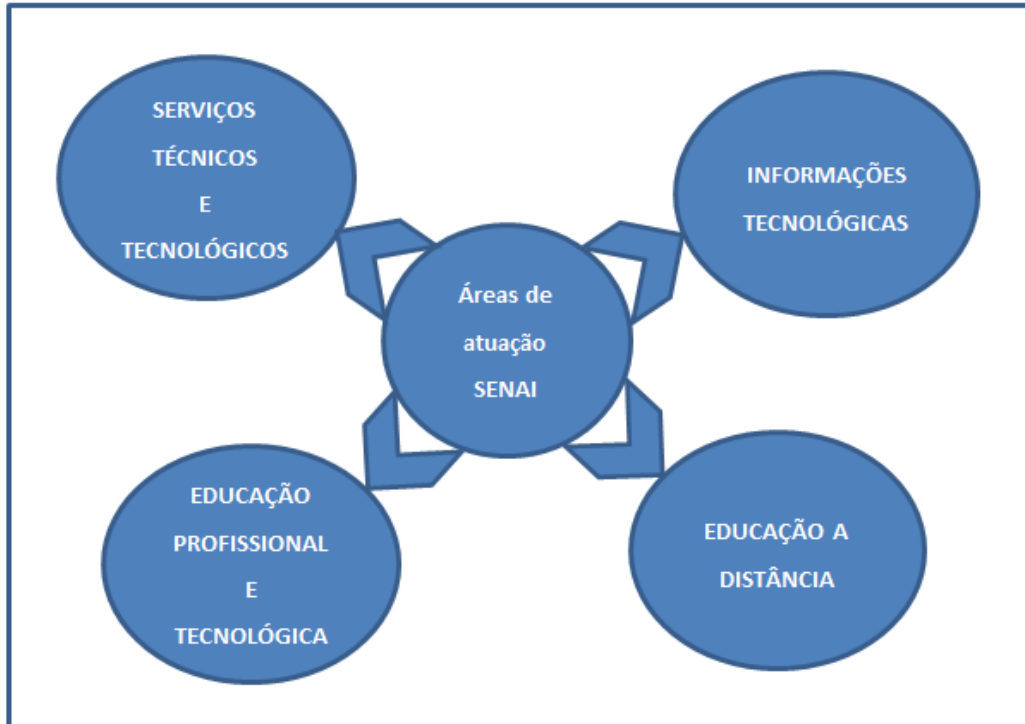 SERVIÇOS
TÉCNICOS
E
TECNOLÓGICOS
INFORMAÇÕES
TECNOLÓGICAS
Áreas de
atuação
SENAI
EDUCAÇÃO
PROFISSIONAL
E
TECNOLÓGICA
EDUCAÇÃO A
DISTÂNCIA